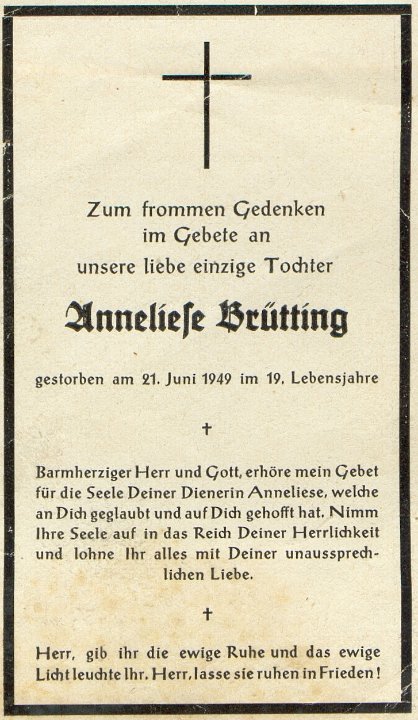 Zum frommen Gedenken
im Gebete an
unsere liebe einzige Tochter
Anneliese Brütting
gestorben am 21. Juni 1949 im 19. Lebensjahre
Barmherziger Herr und Gott, erhöre mein Gebet
für die Seele Deiner Dienerin Anneliese, welche
an Dich geglaubt und auf Dich gehofft hat. Nimm
Ihre Seele auf in das Reich Deiner Herrlichkeit
und lohne Ihr alles mit Deiner unaussprech-
lichen Liebe.
Herr, gib ihr die ewige Ruhe und das ewige
Licht leuchte Ihr. Herr, lasse sie ruhen in Frieden!